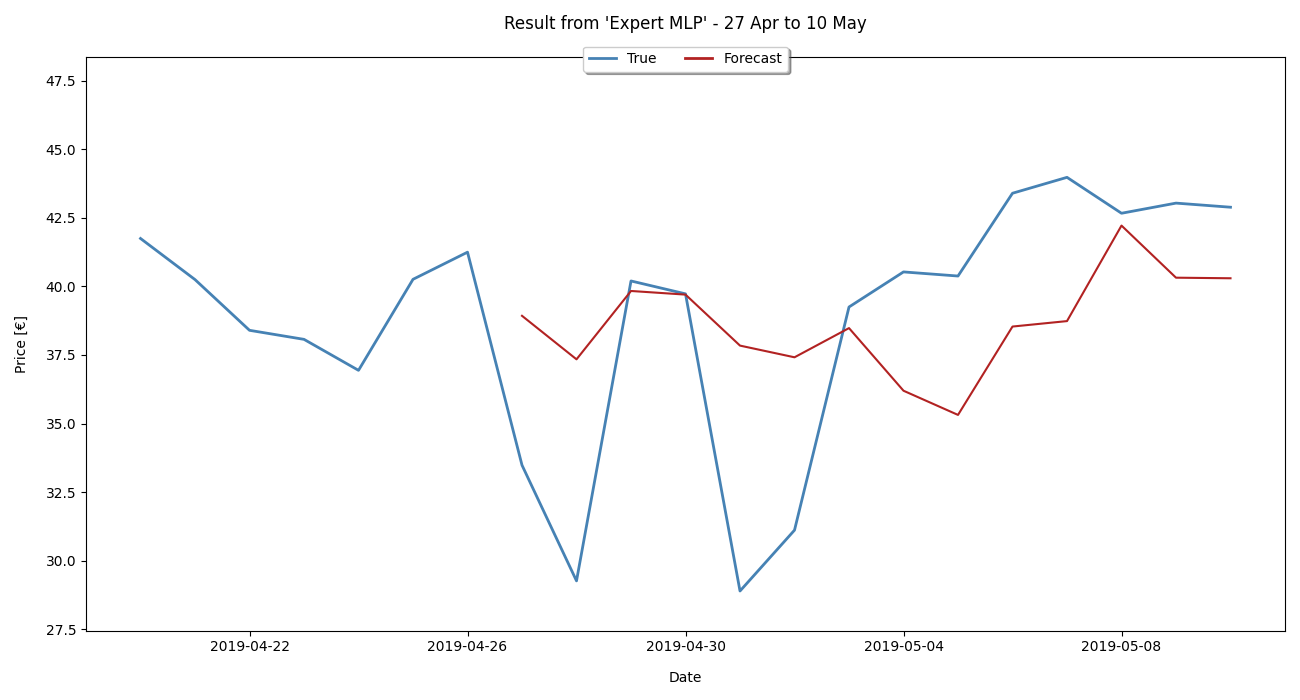 Result from 'Expert MLP' - 27 Apr to 10 May
True
Forecast
47.5
45.0
42.5
40.0
37.5
35.0
32.5
30.0
27.5
Price [€]
2019-04-22
2019-04-26
2019-04-30
2019-05-04
2019-05-08
Date